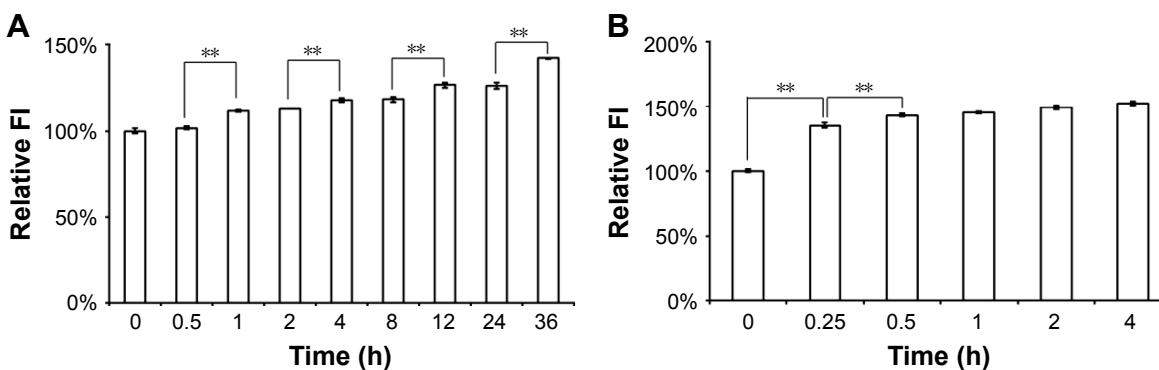 A
Relative FI
150%
100%
50%
0%
** ** ** **
0 0.5 1 2 4 8 12 24 36
Time (h)
B
Relative FI
200%
150%
100%
50%
0%
** **
0 0.25 0.5 1 2 4
Time (h)